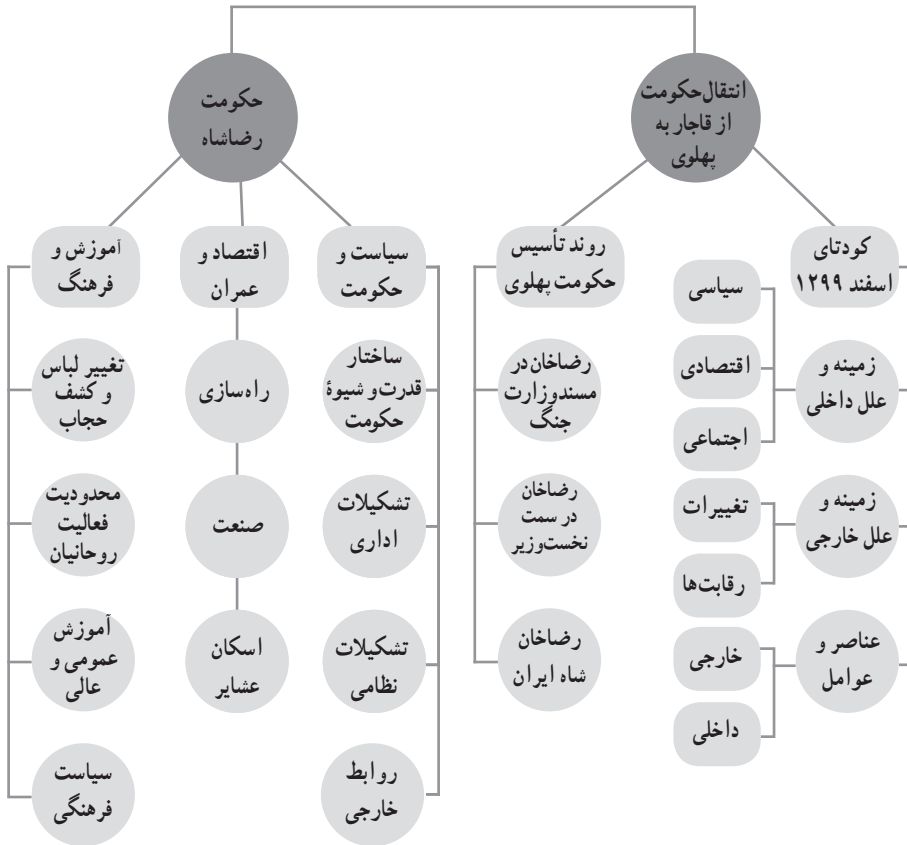 انتقال حکومت
از قاجار به
پهلوی
کودتای
اسفند ۱۲۹۹
زمینه و
علل داخلی
سیاسی
اقتصادی
اجتماعی
زمینه و
علل خارجی
تغییرات
رقابت‌ها
عناصر و
عوامل
خارجی
داخلی
روند تأسیس
حکومت پهلوی
رضاخان در
مسند وزارت
جنگ
رضاخان
در سمت
نخست‌وزیر
رضاخان
شاه ایران
حکومت
رضاشاه
سیاست و
حکومت
ساختار
قدرت و شیوهٔ
حکومت
تشکیلات
اداری
تشکیلات
نظامی
روابط
خارجی
اقتصاد و
عمران
راه‌سازی
صنعت
اسکان
عشایر
آموزش و
فرهنگ
تغییر لباس
و کشف
حجاب
محدودیت
فعالیت
روحانیان
آموزش
عمومی و
عالی
سیاست
فرهنگی